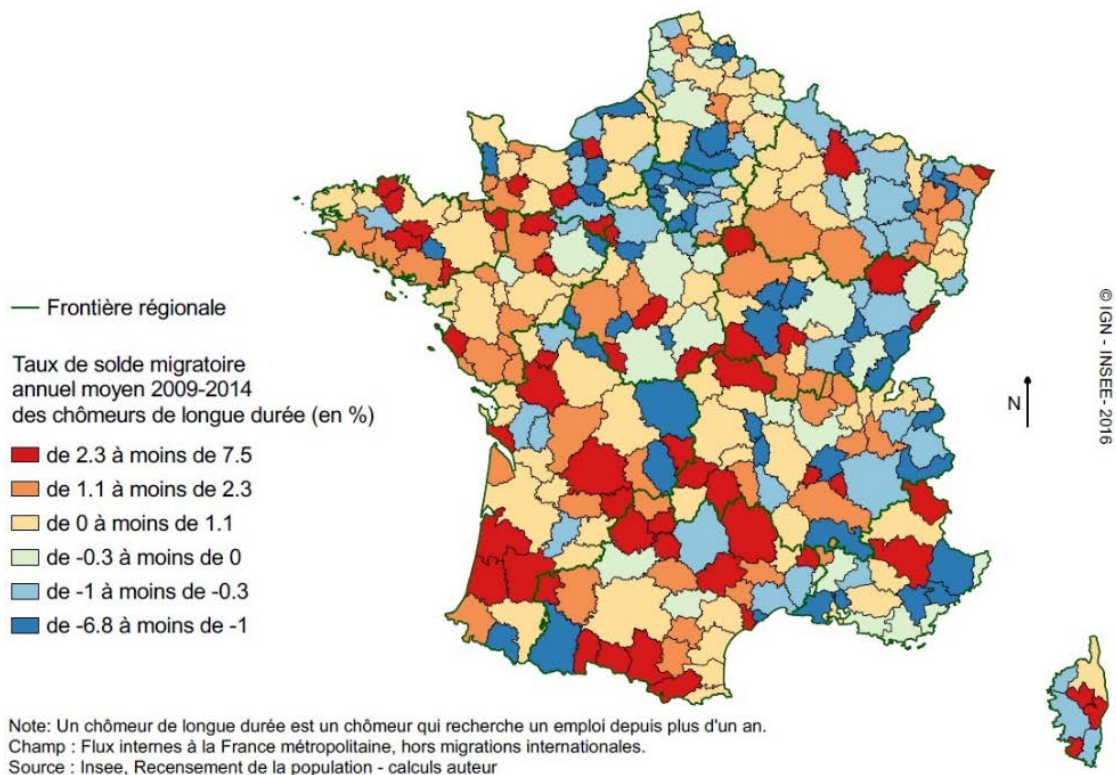 Frontière régionale
Taux de solde migratoire
annuel moyen 2009-2014
des chômeurs de longue durée (en %)
de 2.3 à moins de 7.5
de 1.1 à moins de 2.3
de 0 à moins de 1.1
de -0.3 à moins de 0
de -1 à moins de -0.3
de -6.8 à moins de -1
N
© IGN - INSEE- 2016
Note: Un chômeur de longue durée est un chômeur qui recherche un emploi depuis plus d'un an.
Champ : Flux internes à la France métropolitaine, hors migrations internationales.
Source : Insee, Recensement de la population - calculs auteur